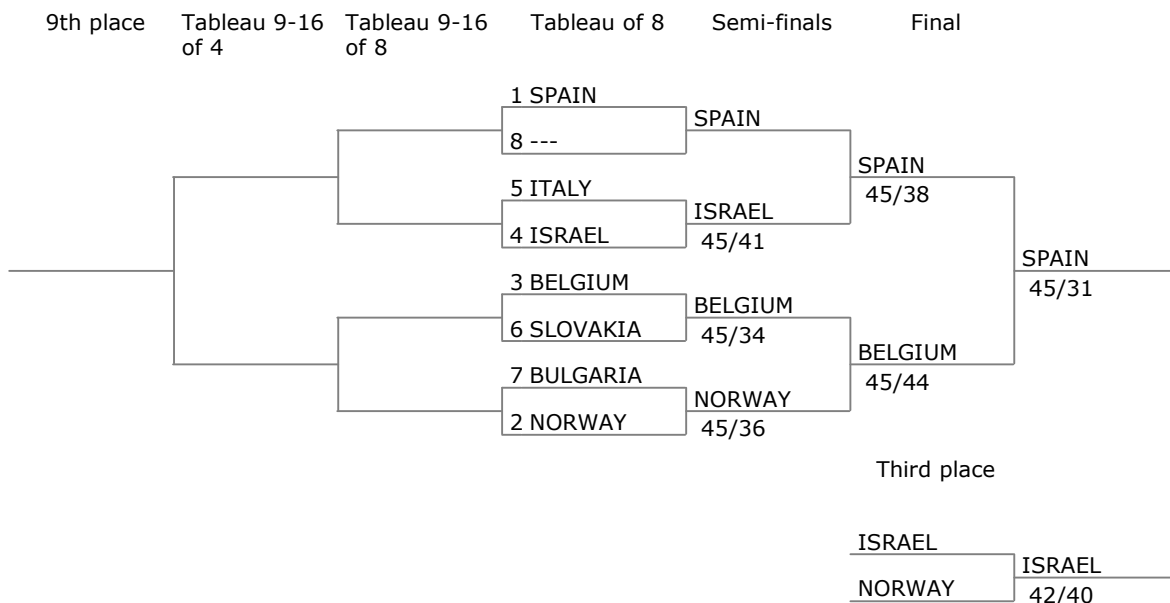 9th place
Tableau 9-16
of 4
Tableau 9-16
of 8
Tableau of 8
Semi-finals
Final
1 SPAIN
SPAIN
8 ---
SPAIN
45/38
5 ITALY
ISRAEL
45/41
4 ISRAEL
SPAIN
45/31
3 BELGIUM
BELGIUM
45/34
6 SLOVAKIA
BELGIUM
45/44
7 BULGARIA
NORWAY
45/36
2 NORWAY
Third place
ISRAEL
ISRAEL
42/40
NORWAY